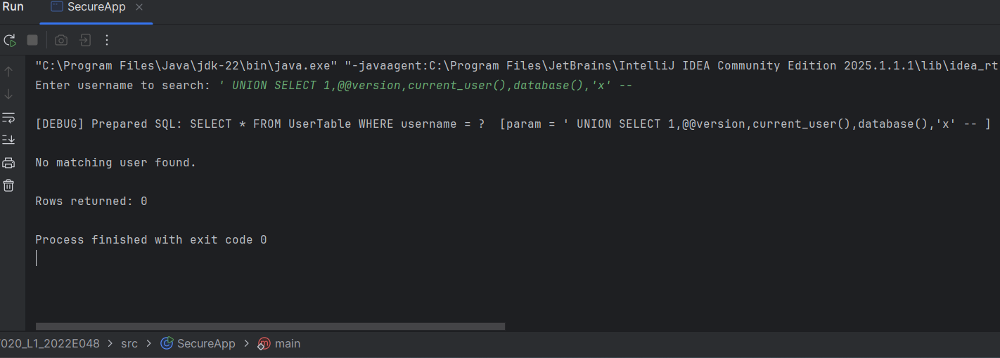 Run SecureApp
"C:\Program Files\Java\jdk-22\bin\java.exe" "-javaagent:C:\Program Files\JetBrains\IntelliJ IDEA Community Edition 2025.1.1.1\lib\idea_rt
Enter username to search: ' UNION SELECT 1,@@version,current_user(),database(),'x' --
[DEBUG] Prepared SQL: SELECT * FROM UserTable WHERE username = ?  [param = ' UNION SELECT 1,@@version,current_user(),database(),'x' -- ]
No matching user found.
Rows returned: 0
Process finished with exit code 0
020_L1_2022E048 > src > SecureApp > main